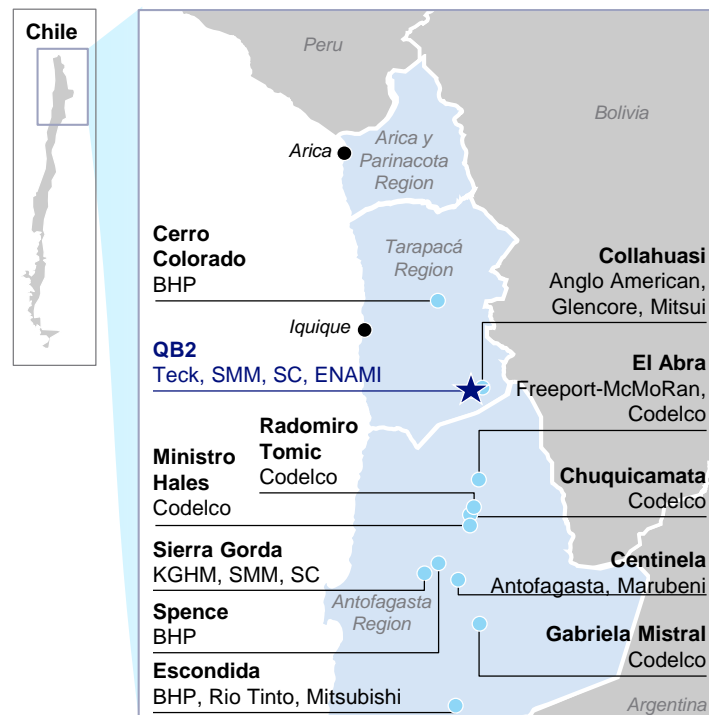 Chile
Peru
Bolivia
Arica
Arica y
Parinacota
Region
Cerro
Colorado
BHP
Tarapacá
Region
Collahuasi
Anglo American,
Glencore, Mitsui
Iquique
QB2
Teck, SMM, SC, ENAMI
El Abra
Freeport-McMoRan,
Codelco
Radomiro
Tomic
Codelco
Ministro
Hales
Codelco
Chuquicamata
Codelco
Sierra Gorda
KGHM, SMM, SC
Centinela
Antofagasta, Marubeni
Antofagasta
Region
Spence
BHP
Gabriela Mistral
Codelco
Escondida
BHP, Rio Tinto, Mitsubishi
Argentina